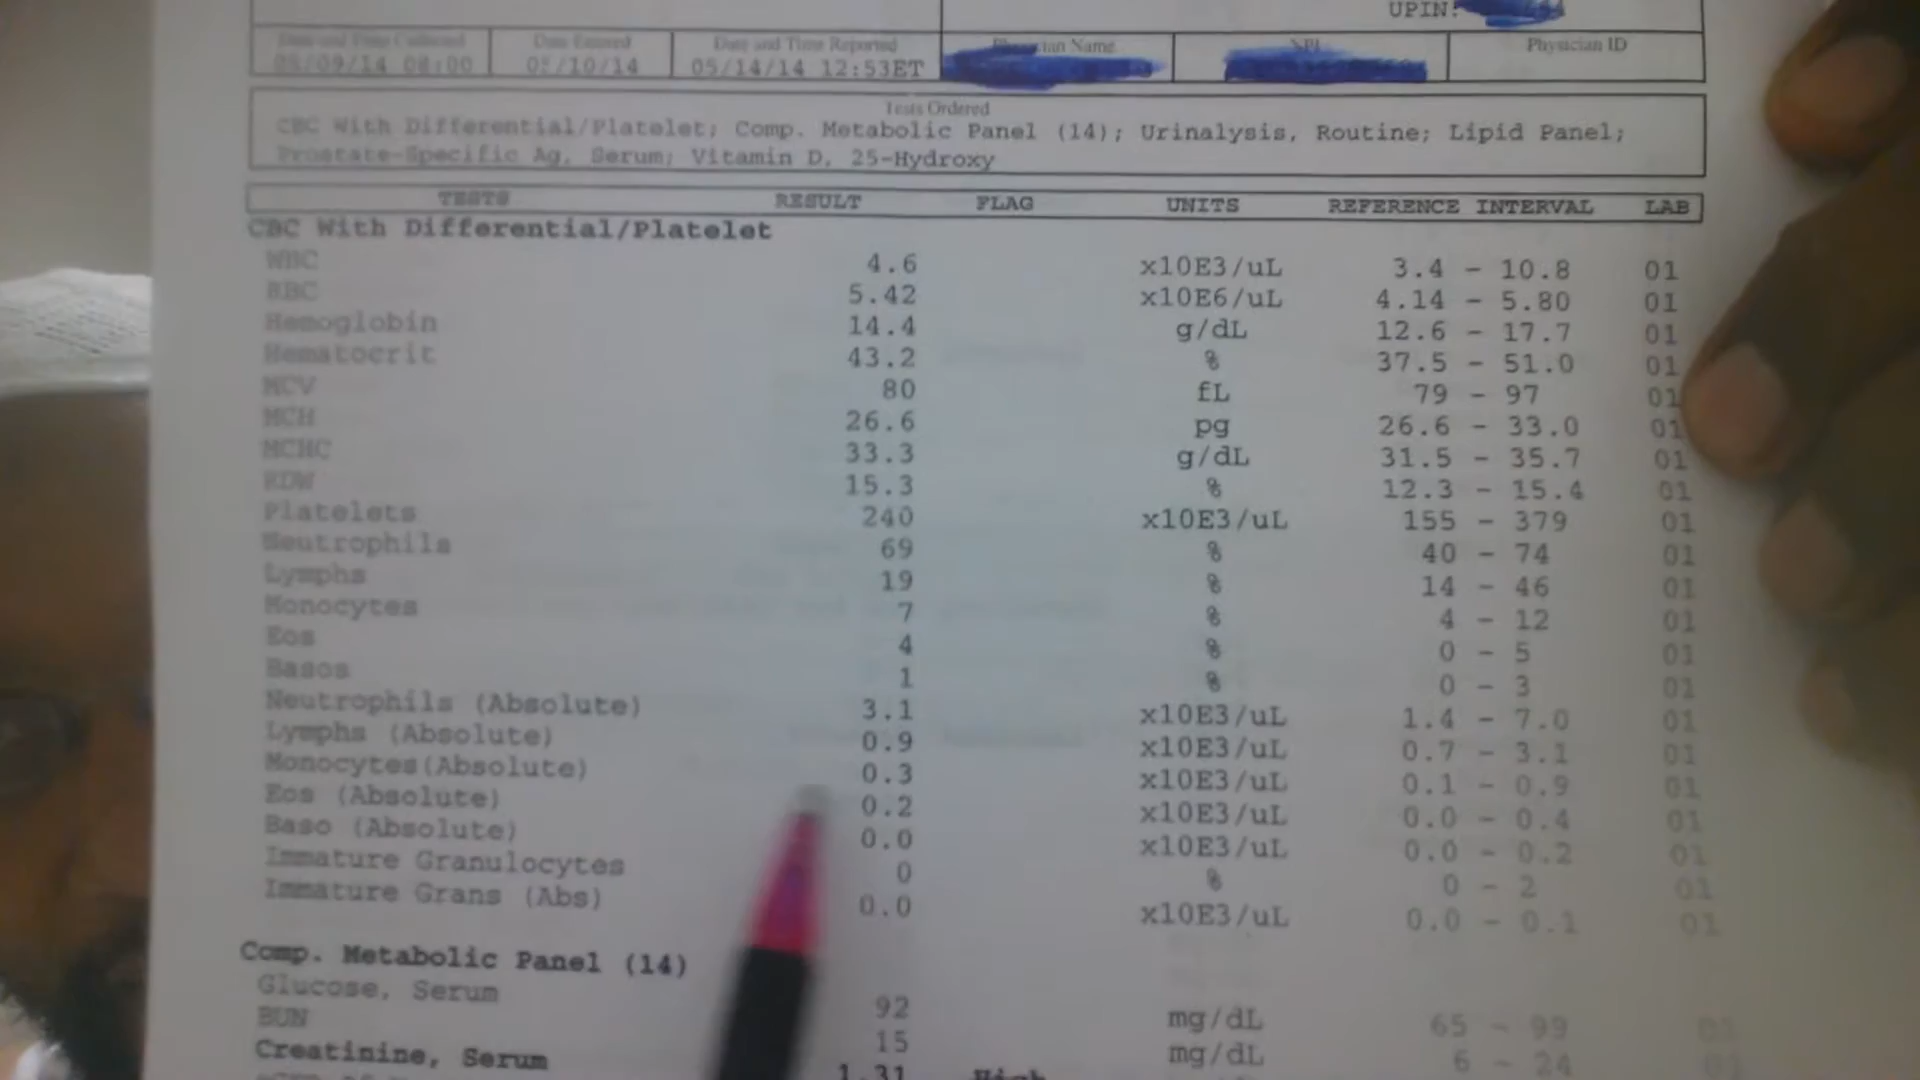 UPIN:
Date and Time Collected Date Entered Date and Time Reported Physician Name NPI Physician ID
05/09/14 08:00 05/10/14 05/14/14 12:53ET
Tests Ordered
CBC With Differential/Platelet; Comp. Metabolic Panel (14); Urinalysis, Routine; Lipid Panel;
Prostate-Specific Ag, Serum; Vitamin D, 25-Hydroxy
TESTS RESULT FLAG UNITS REFERENCE INTERVAL LAB
CBC With Differential/Platelet
WBC 4.6 x10E3/uL 3.4 - 10.8 01
RBC 5.42 x10E6/uL 4.14 - 5.80 01
Hemoglobin 14.4 g/dL 12.6 - 17.7 01
Hematocrit 43.2 % 37.5 - 51.0 01
MCV 80 fL 79 - 97 01
MCH 26.6 pg 26.6 - 33.0 01
MCHC 33.3 g/dL 31.5 - 35.7 01
RDW 15.3 % 12.3 - 15.4 01
Platelets 240 x10E3/uL 155 - 379 01
Neutrophils 69 % 40 - 74 01
Lymphs 19 % 14 - 46 01
Monocytes 7 % 4 - 12 01
Eos 4 % 0 - 5 01
Basos 1 % 0 - 3 01
Neutrophils (Absolute) 3.1 x10E3/uL 1.4 - 7.0 01
Lymphs (Absolute) 0.9 x10E3/uL 0.7 - 3.1 01
Monocytes(Absolute) 0.3 x10E3/uL 0.1 - 0.9 01
Eos (Absolute) 0.2 x10E3/uL 0.0 - 0.4 01
Baso (Absolute) 0.0 x10E3/uL 0.0 - 0.2 01
Immature Granulocytes 0 % 0 - 2 01
Immature Grans (Abs) 0.0 x10E3/uL 0.0 - 0.1 01
Comp. Metabolic Panel (14)
Glucose, Serum 92 mg/dL 65 - 99 01
BUN 15 mg/dL 6 - 24 01
Creatinine, Serum 1.31 High